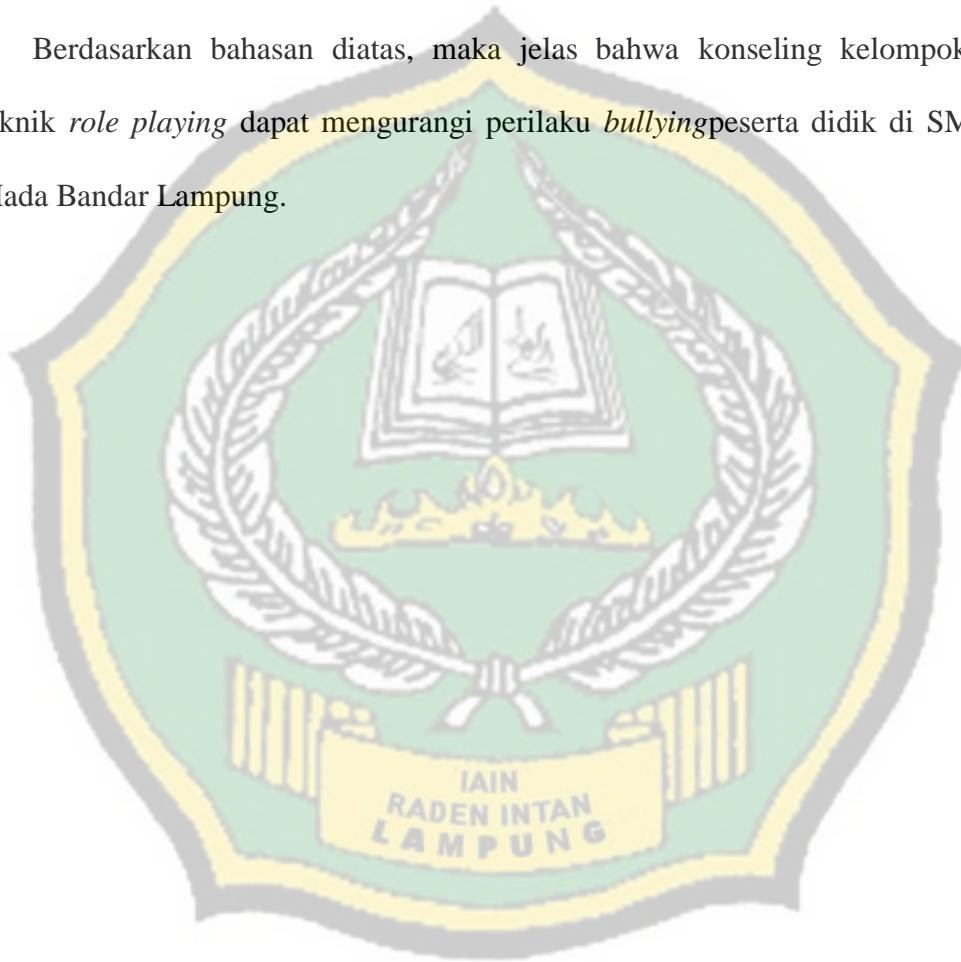 Berdasarkan bahasan diatas, maka jelas bahwa konseling kelompok
knik role playing dapat mengurangi perilaku bullyingpeserta didik di SM
Mada Bandar Lampung.
IAIN
RADEN INTAN
LAMPUNG